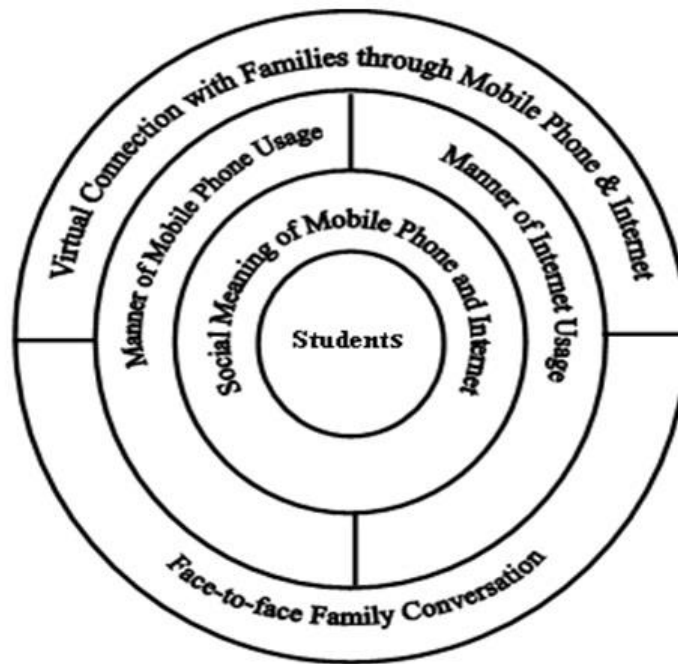 Virtual Connection with Families through Mobile Phone & Internet
Manner of Mobile Phone Usage
Manner of Internet Usage
Social Meaning of Mobile Phone and Internet
Students
Face-to-face Family Conversation